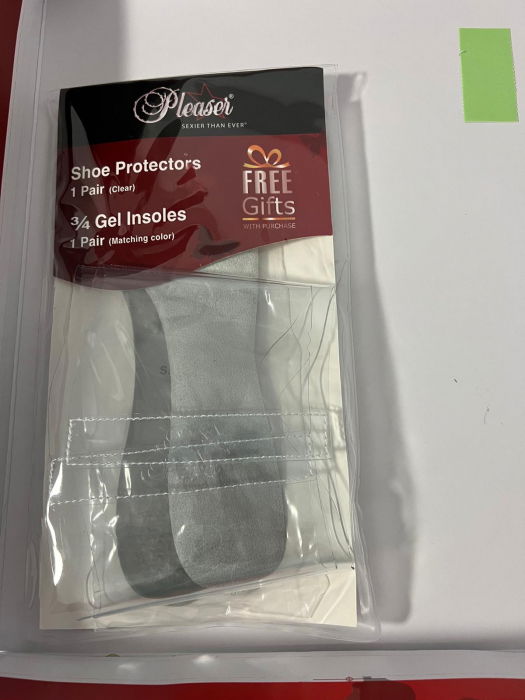 Pleaser®
SEXIER THAN EVER®
Shoe Protectors
1 Pair (Clear)
3/4 Gel Insoles
1 Pair (Matching color)
FREE
Gifts
WITH PURCHASE